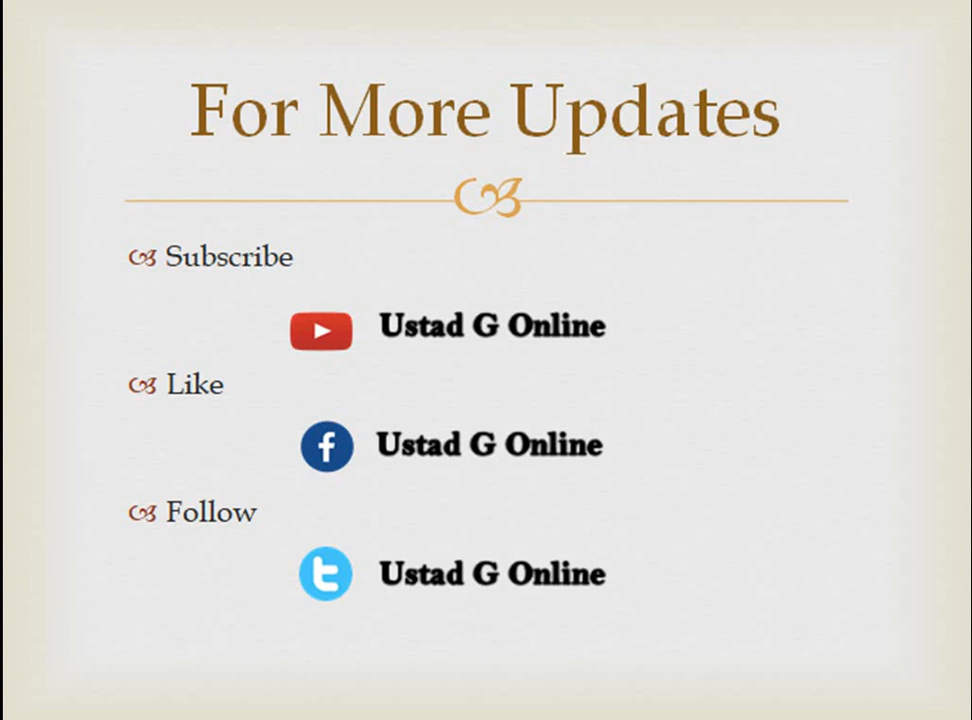 For More Updates
Subscribe
Ustad G Online
Like
Ustad G Online
Follow
Ustad G Online